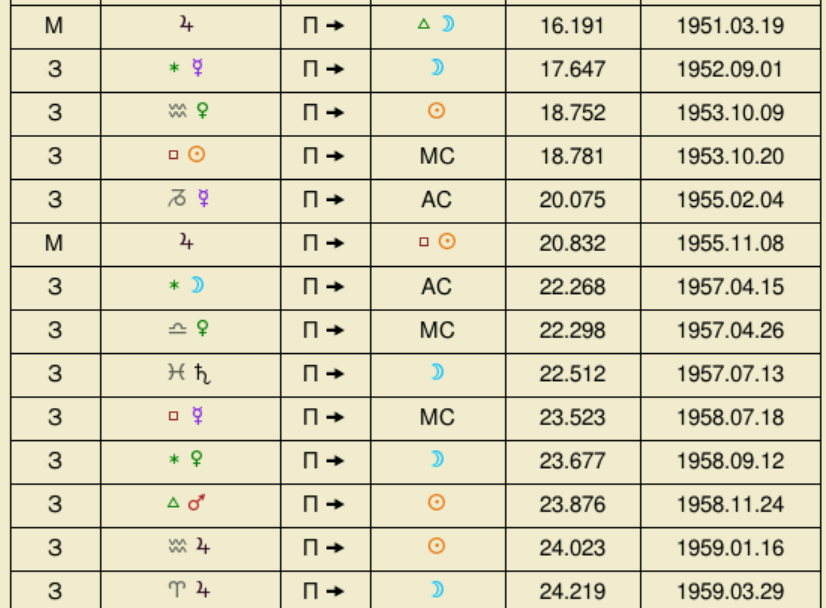 М ♃ П → △ ☽ 16.191 1951.03.19
З ✶ ☿ П → ☽ 17.647 1952.09.01
З ♒ ♀ П → ☉ 18.752 1953.10.09
З □ ☉ П → MC 18.781 1953.10.20
З ♑ ☿ П → AC 20.075 1955.02.04
М ♃ П → □ ☉ 20.832 1955.11.08
З ✶ ☽ П → AC 22.268 1957.04.15
З ♎ ♀ П → MC 22.298 1957.04.26
З ♓ ♄ П → ☽ 22.512 1957.07.13
З □ ☿ П → MC 23.523 1958.07.18
З ✶ ♀ П → ☽ 23.677 1958.09.12
З △ ♂ П → ☉ 23.876 1958.11.24
З ♒ ♃ П → ☉ 24.023 1959.01.16
З ♈ ♃ П → ☽ 24.219 1959.03.29